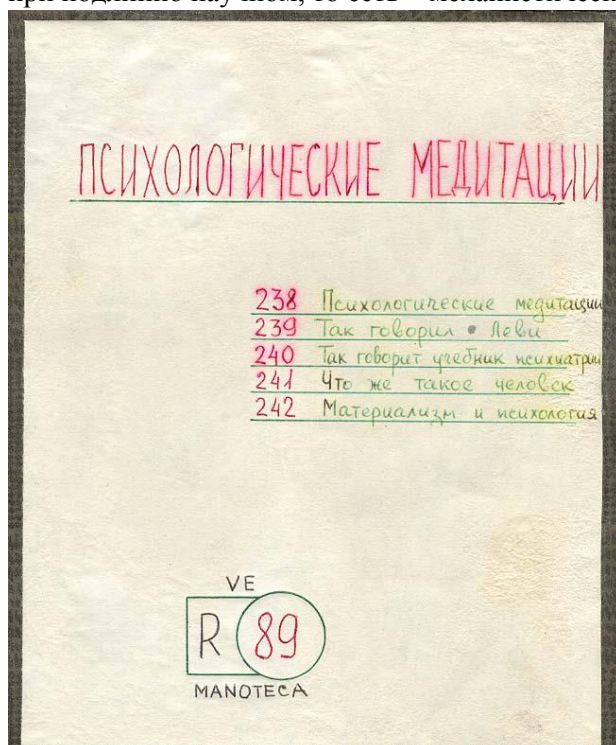 ПСИХОЛОГИЧЕСКИЕ МЕДИТАЦИИ
238 Психологические медитации
239 Так говорил • Леви
240 Так говорит учебник психиатрии
241 Что же такое человек
242 Материализм и психология
VE
R 89
MANOTECA